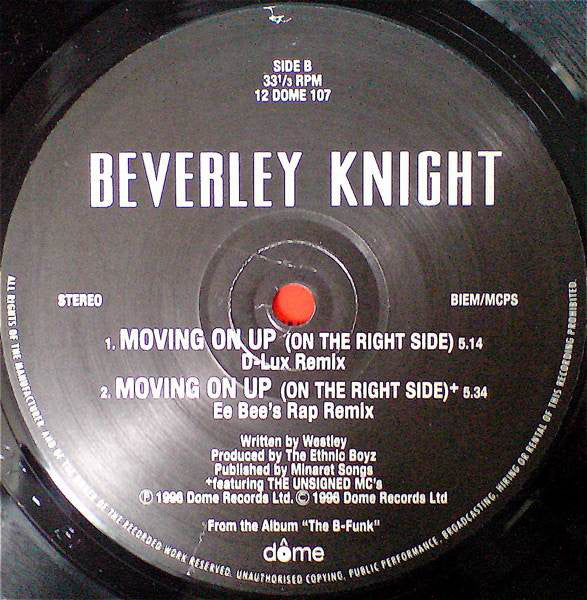 SIDE B
33 1/3 RPM
12 DOME 107
BEVERLEY KNIGHT
STEREO
BIEM/MCPS
1. MOVING ON UP (ON THE RIGHT SIDE) 5.14
D-Lux Remix
2. MOVING ON UP (ON THE RIGHT SIDE)+ 5.34
Ee Bee's Rap Remix
Written by Westley
Produced by The Ethnic Boyz
Published by Minaret Songs
+featuring THE UNSIGNED MC's
Ⓟ 1996 Dome Records Ltd. © 1996 Dome Records Ltd
From the Album "The B-Funk"
dôme
ALL RIGHTS OF THE MANUFACTURER AND OF THE OWNER OF THE RECORDED WORK RESERVED. UNAUTHORISED COPYING, PUBLIC PERFORMANCE, BROADCASTING, HIRING OR RENTAL OF THIS RECORDING PROHIBITED.